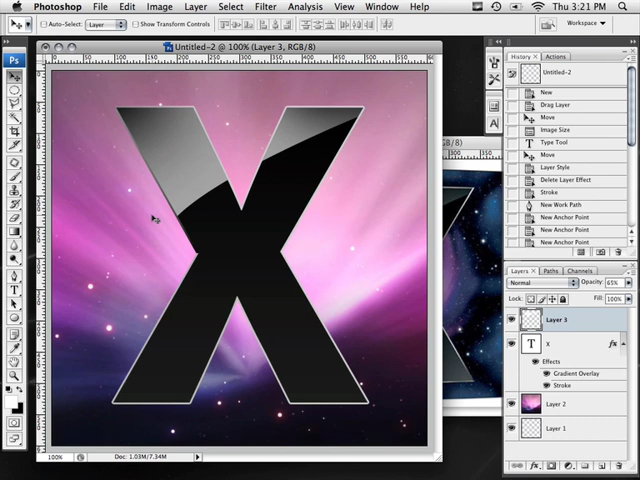 Photoshop File Edit Image Layer Select Filter Analysis View Window Help Thu 3:21 PM
Auto-Select: Layer Show Transform Controls Workspace
Untitled-2 @ 100% (Layer 3, RGB/8)
Ps
X
100% Doc: 1.03M/7.34M
GB/8)
History Actions
Untitled-2
New
Drag Layer
Move
Image Size
Type Tool
Move
Layer Style
Delete Layer Effect
Stroke
New Work Path
New Anchor Point
New Anchor Point
New Anchor Point
Layers Paths Channels
Normal Opacity: 65%
Lock: Fill: 100%
Layer 3
T X fx
Effects
Gradient Overlay
Stroke
Layer 2
Layer 1